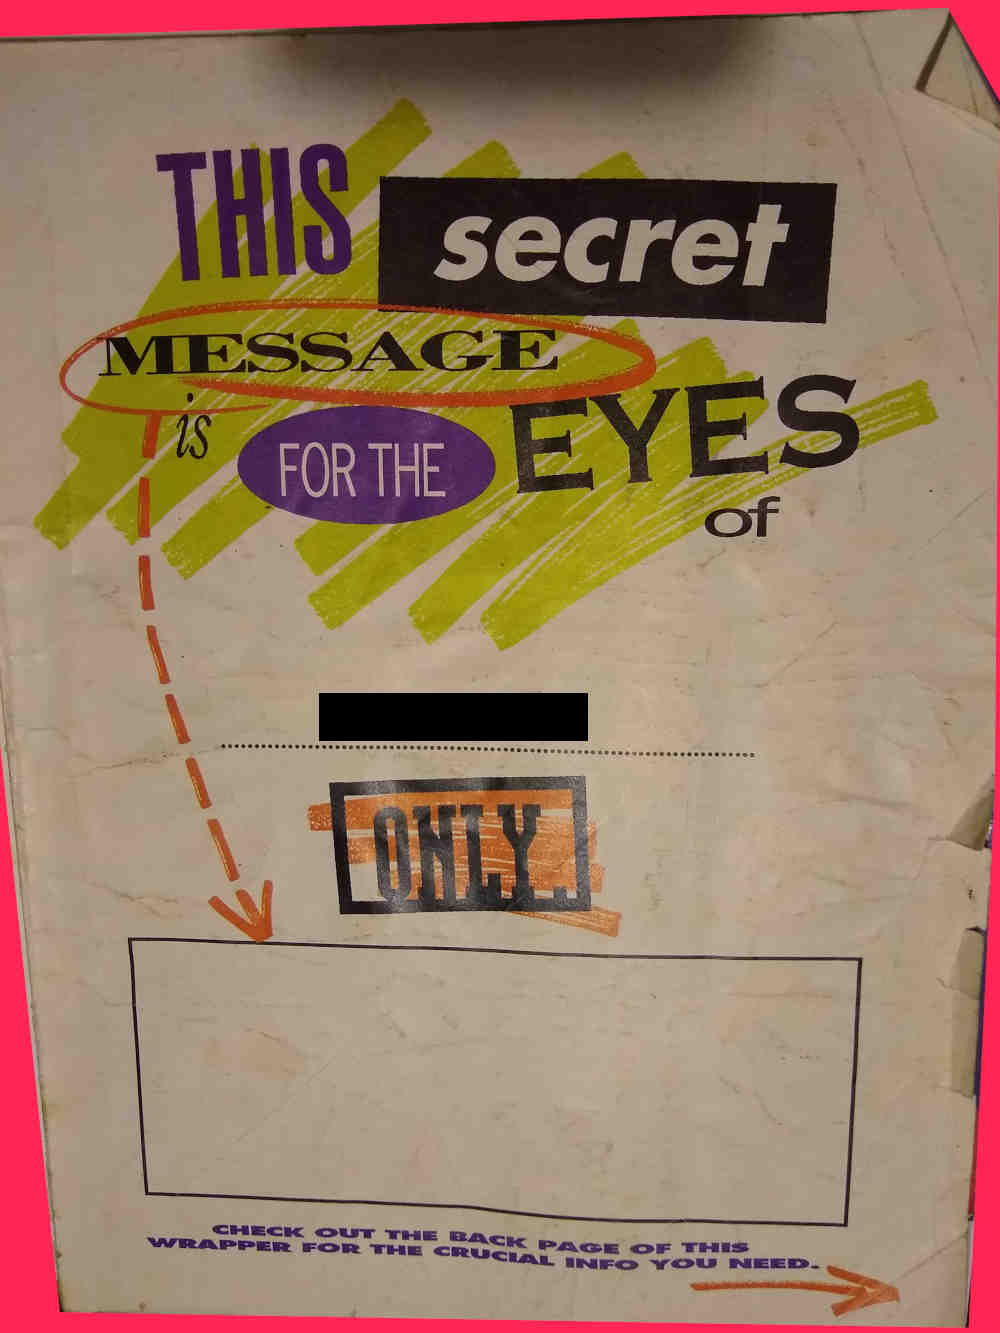 THIS secret
MESSAGE
is FOR THE EYES
of
ONLY.
CHECK OUT THE BACK PAGE OF THIS
WRAPPER FOR THE CRUCIAL INFO YOU NEED.